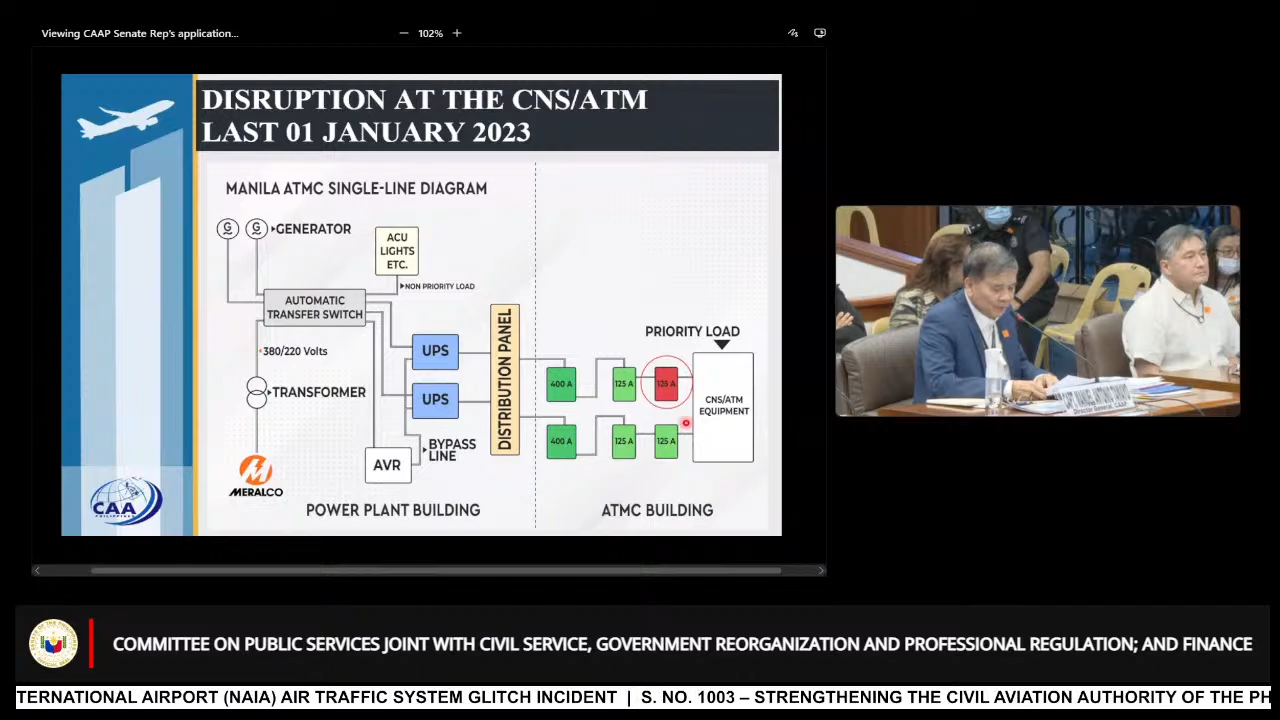 Viewing CAAP Senate Rep's application...
102%
DISRUPTION AT THE CNS/ATM
LAST 01 JANUARY 2023
MANILA ATMC SINGLE-LINE DIAGRAM
G
G
GENERATOR
ACU
LIGHTS
ETC.
NON PRIORITY LOAD
AUTOMATIC
TRANSFER SWITCH
380/220 Volts
UPS
UPS
DISTRIBUTION PANEL
TRANSFORMER
BYPASS
LINE
AVR
MERALCO
POWER PLANT BUILDING
PRIORITY LOAD
400 A
125 A
125 A
CNS/ATM
EQUIPMENT
400 A
125 A
125 A
ATMC BUILDING
CAA
PHILIPPINES
COMMITTEE ON PUBLIC SERVICES JOINT WITH CIVIL SERVICE, GOVERNMENT REORGANIZATION AND PROFESSIONAL REGULATION; AND FINANCE
TERNATIONAL AIRPORT (NAIA) AIR TRAFFIC SYSTEM GLITCH INCIDENT | S. NO. 1003 – STRENGTHENING THE CIVIL AVIATION AUTHORITY OF THE PH